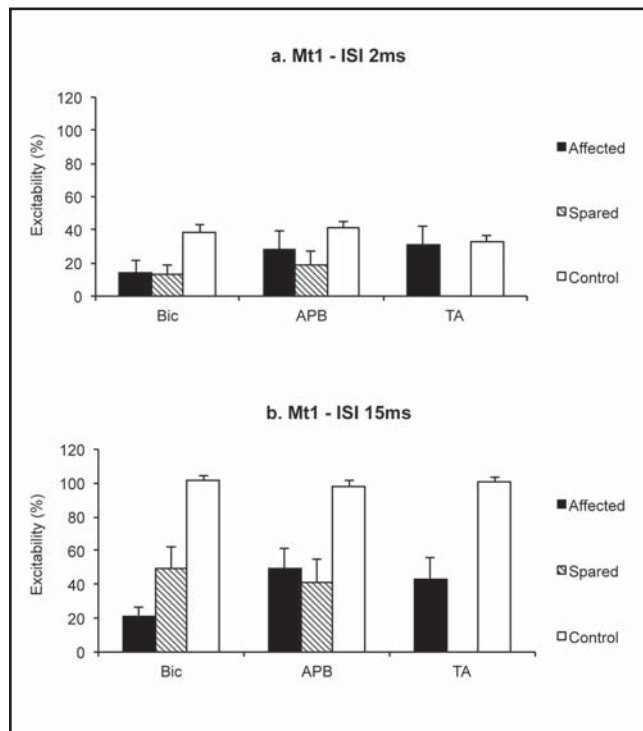 a. Mt1 - ISI 2ms
Excitability (%)
120
100
80
60
40
20
0
Bic APB TA
Affected
Spared
Control
b. Mt1 - ISI 15ms
Excitability (%)
120
100
80
60
40
20
0
Bic APB TA
Affected
Spared
Control